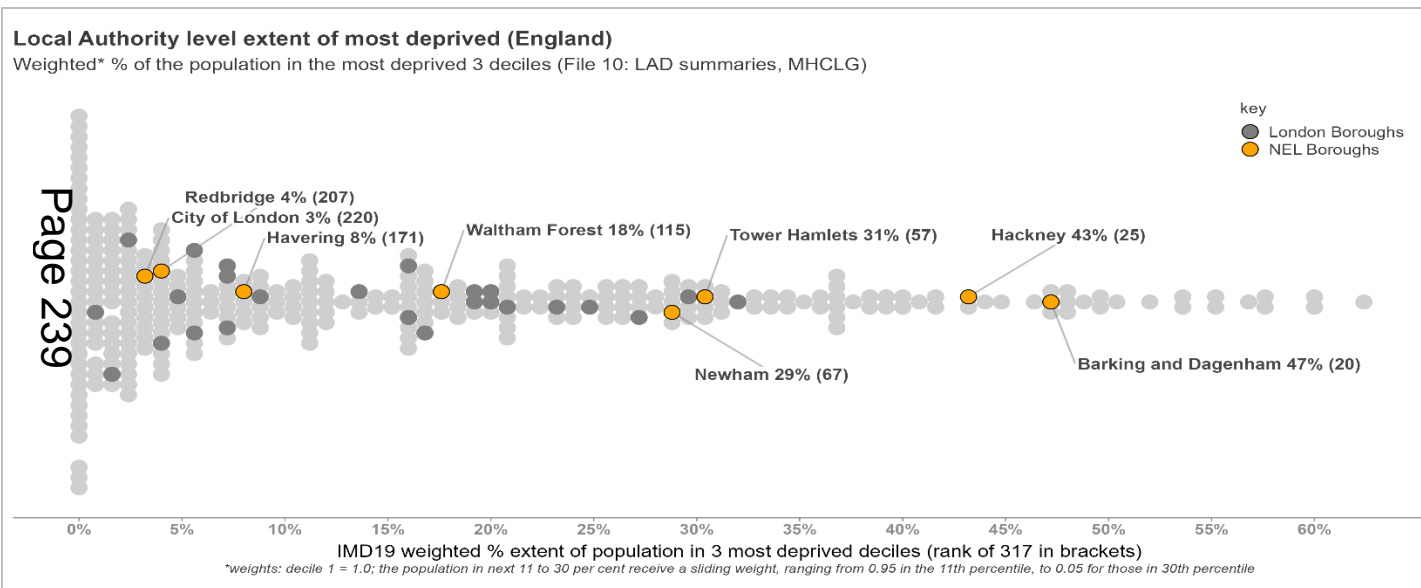 Local Authority level extent of most deprived (England)
Weighted* % of the population in the most deprived 3 deciles (File 10: LAD summaries, MHCLG)
key
London Boroughs
NEL Boroughs
Page 239
Redbridge 4% (207)
City of London 3% (220)
Havering 8% (171)
Waltham Forest 18% (115)
Tower Hamlets 31% (57)
Hackney 43% (25)
Newham 29% (67)
Barking and Dagenham 47% (20)
0% 5% 10% 15% 20% 25% 30% 35% 40% 45% 50% 55% 60%
IMD19 weighted % extent of population in 3 most deprived deciles (rank of 317 in brackets)
*weights: decile 1 = 1.0; the population in next 11 to 30 per cent receive a sliding weight, ranging from 0.95 in the 11th percentile, to 0.05 for those in 30th percentile